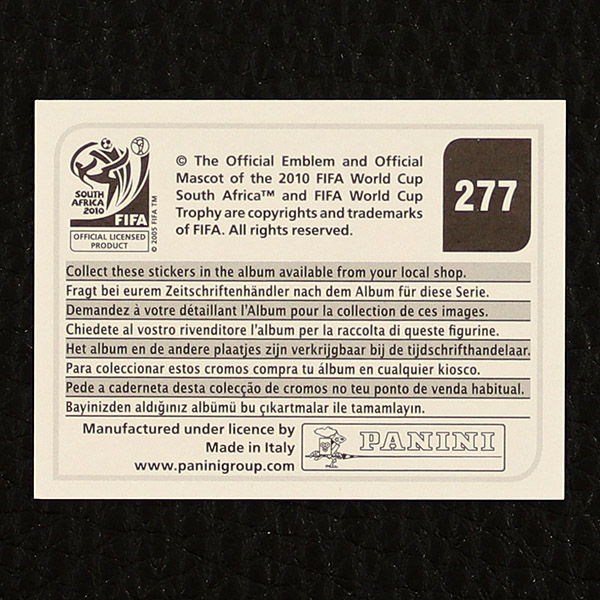 SOUTH
AFRICA
2010
FIFA
OFFICIAL LICENSED
PRODUCT
© 2005 FIFA TM
© The Official Emblem and Official
Mascot of the 2010 FIFA World Cup
South Africa™ and FIFA World Cup
Trophy are copyrights and trademarks
of FIFA. All rights reserved.
277
Collect these stickers in the album available from your local shop.
Fragt bei eurem Zeitschriftenhändler nach dem Album für diese Serie.
Demandez à votre détaillant l'Album pour la collection de ces images.
Chiedete al vostro rivenditore l'album per la raccolta di queste figurine.
Het album en de andere plaatjes zijn verkrijgbaar bij de tijdschrifthandelaar.
Para coleccionar estos cromos compra tu álbum en cualquier kiosco.
Pede a caderneta desta colecção de cromos no teu ponto de venda habitual.
Bayinizden aldığınız albümü bu çıkartmalar ile tamamlayın.
Manufactured under licence by
Made in Italy
www.paninigroup.com
PANINI